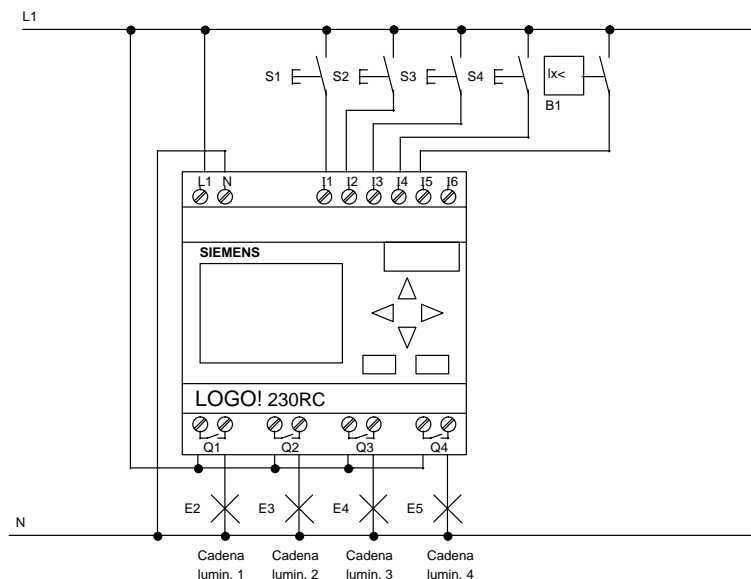 L1
S1 S2 S3 S4 Ix<
B1
L1 N I1 I2 I3 I4 I5 I6
SIEMENS
LOGO! 230RC
Q1 Q2 Q3 Q4
E2 E3 E4 E5
N
Cadena lumin. 1
Cadena lumin. 2
Cadena lumin. 3
Cadena lumin. 4